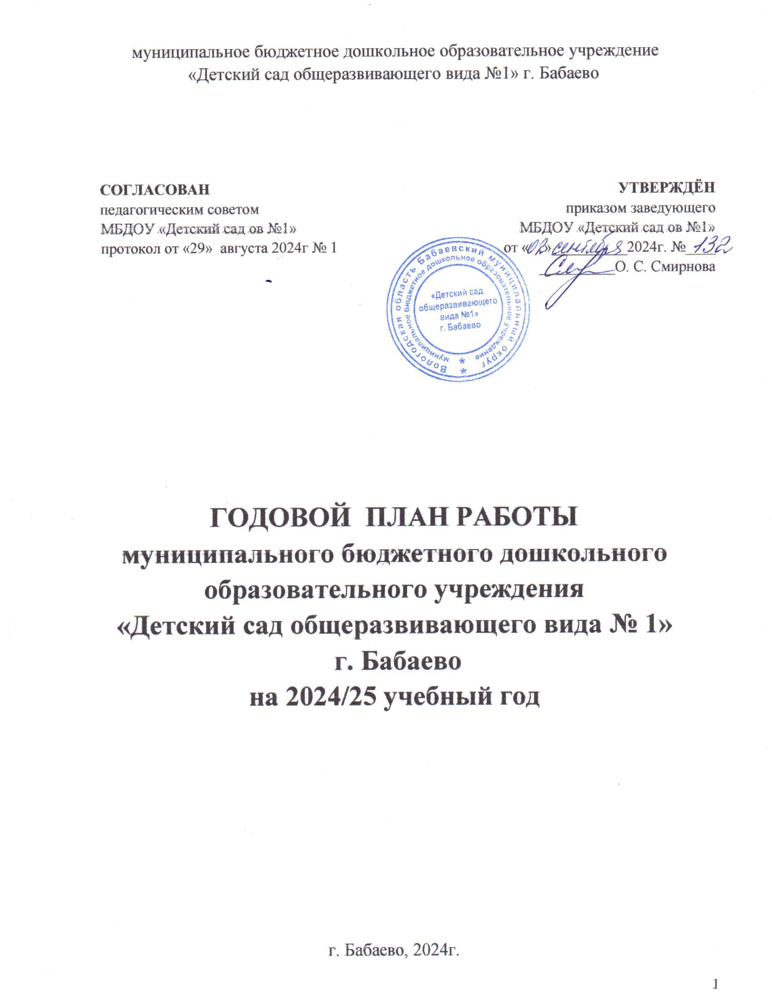 муниципальное бюджетное дошкольное образовательное учреждение
«Детский сад общеразвивающего вида №1» г. Бабаево
СОГЛАСОВАН
педагогическим советом
МБДОУ «Детский сад ов №1»
протокол от «29» августа 2024г № 1
УТВЕРЖДЁН
приказом заведующего
МБДОУ «Детский сад ов №1»
от «02» сентября 2024г. № 132
О. С. Смирнова
Вологодская область Бабаевский муниципальный округ
муниципальное бюджетное дошкольное образовательное учреждение
«Детский сад
общеразвивающего
вида №1»
г. Бабаево
ГОДОВОЙ ПЛАН РАБОТЫ
муниципального бюджетного дошкольного
образовательного учреждения
«Детский сад общеразвивающего вида № 1»
г. Бабаево
на 2024/25 учебный год
г. Бабаево, 2024г.
1